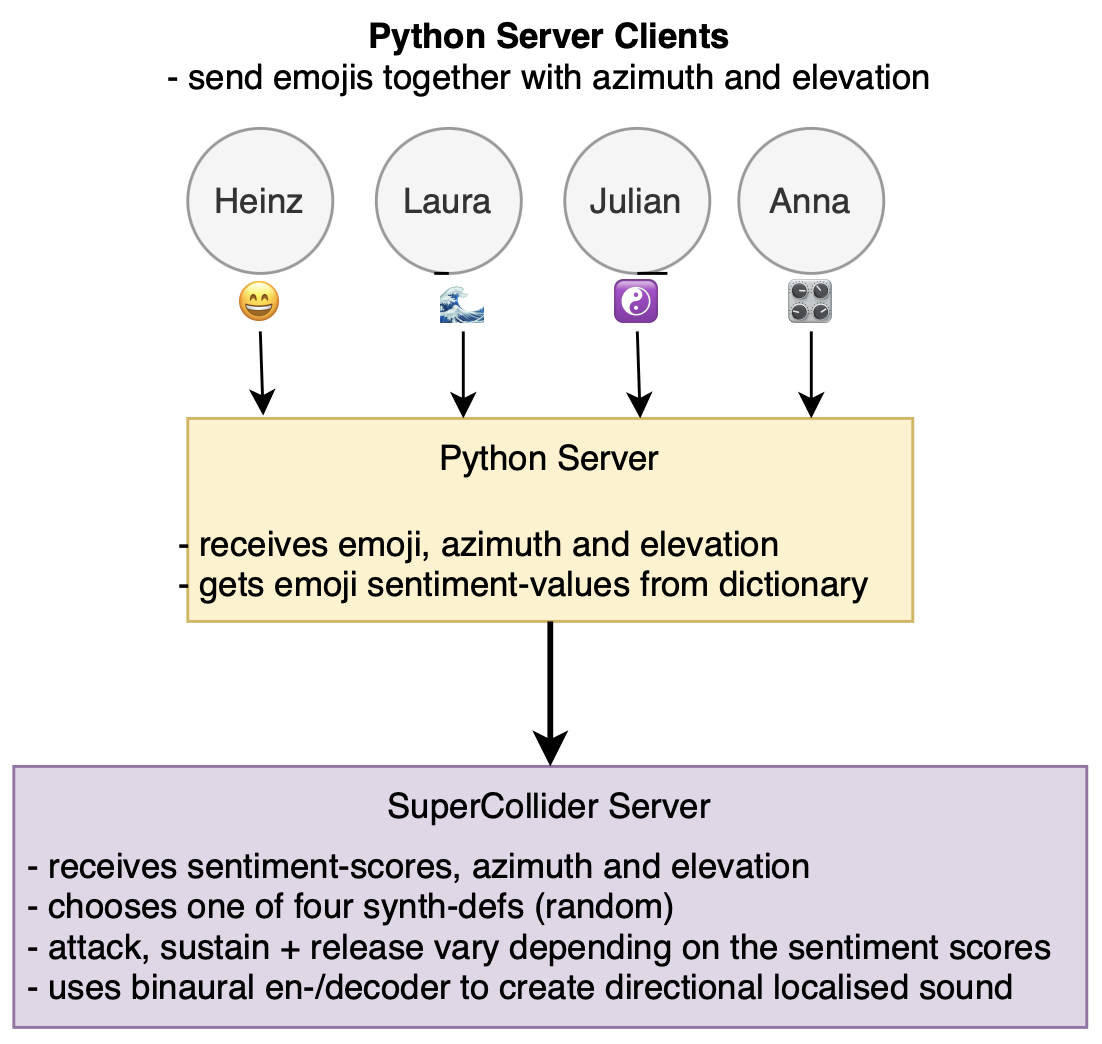 Python Server Clients
- send emojis together with azimuth and elevation
Heinz
Laura
Julian
Anna
Python Server
- receives emoji, azimuth and elevation
- gets emoji sentiment-values from dictionary
SuperCollider Server
- receives sentiment-scores, azimuth and elevation
- chooses one of four synth-defs (random)
- attack, sustain + release vary depending on the sentiment scores
- uses binaural en-/decoder to create directional localised sound